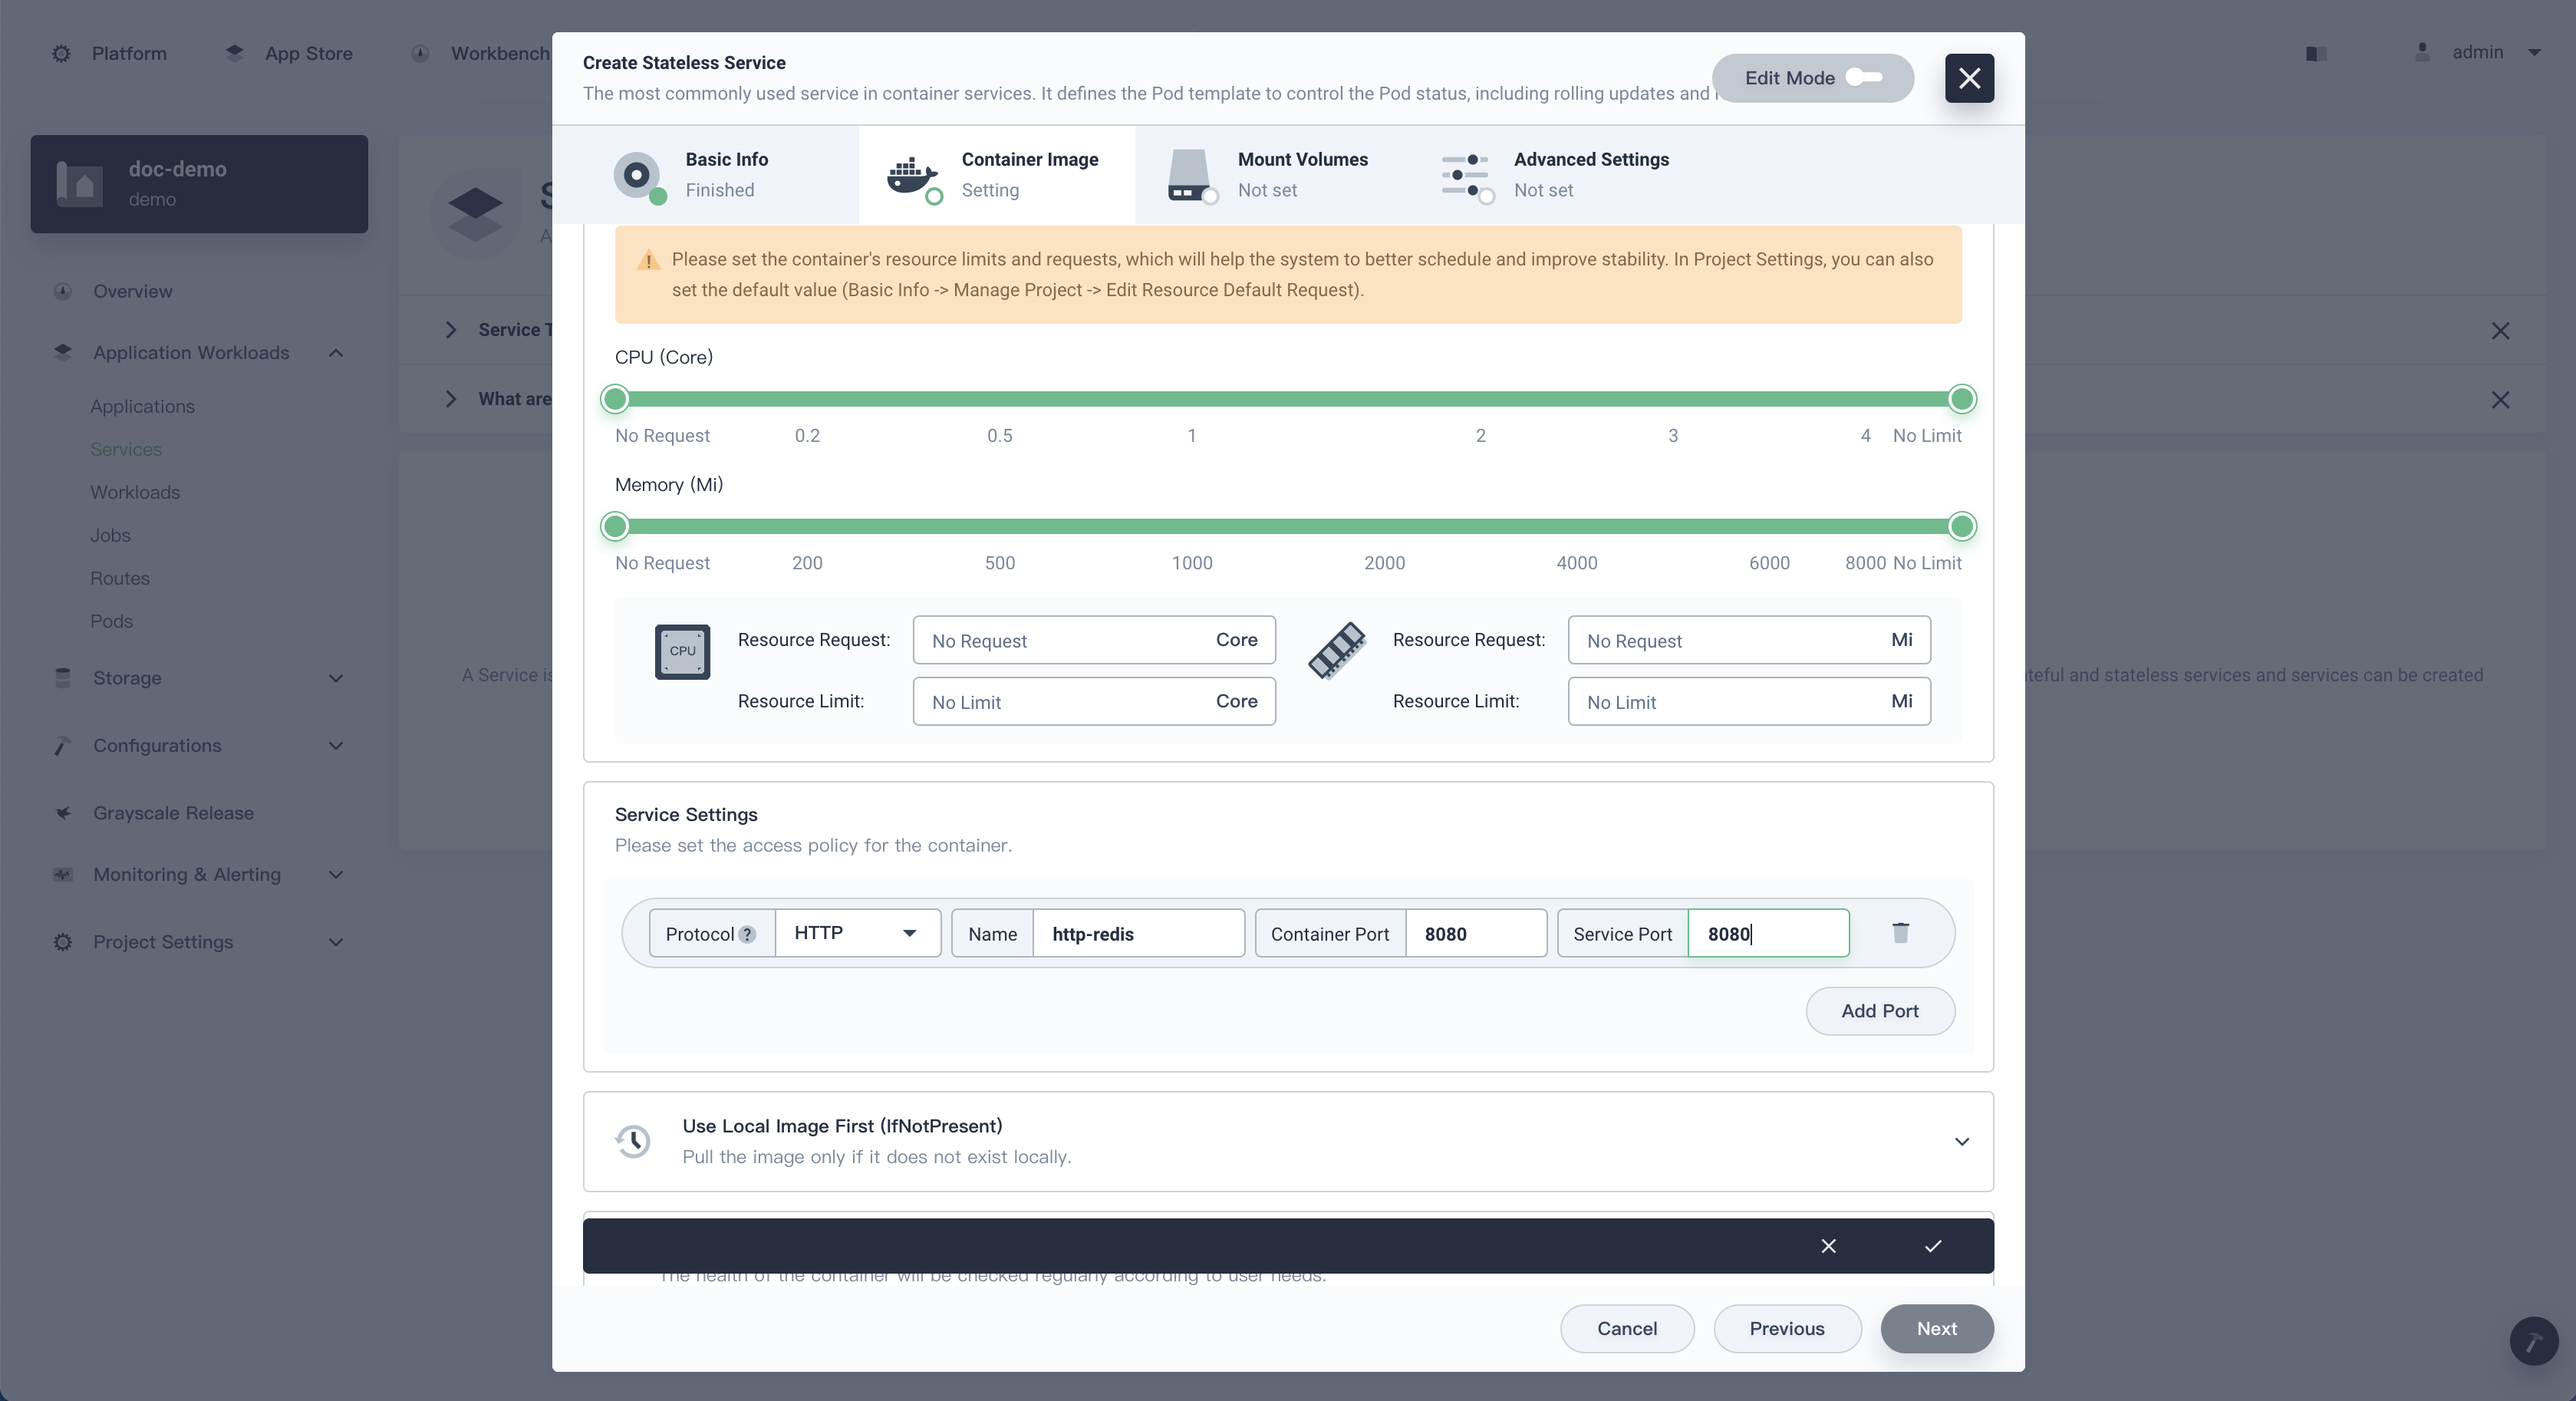 Platform
App Store
Workbench
admin
doc-demo
demo
Overview
Application Workloads
Applications
Services
Workloads
Jobs
Routes
Pods
Storage
Configurations
Grayscale Release
Monitoring & Alerting
Project Settings
S
A
Service T
What are
A Service is
teful and stateless services and services can be created
Create Stateless Service
The most commonly used service in container services. It defines the Pod template to control the Pod status, including rolling updates and
Edit Mode
Basic Info
Finished
Container Image
Setting
Mount Volumes
Not set
Advanced Settings
Not set
Please set the container's resource limits and requests, which will help the system to better schedule and improve stability. In Project Settings, you can also
set the default value (Basic Info -> Manage Project -> Edit Resource Default Request).
CPU (Core)
No Request 0.2 0.5 1 2 3 4 No Limit
Memory (Mi)
No Request 200 500 1000 2000 4000 6000 8000 No Limit
CPU
Resource Request: No Request Core
Resource Limit: No Limit Core
Resource Request: No Request Mi
Resource Limit: No Limit Mi
Service Settings
Please set the access policy for the container.
Protocol ? HTTP Name http-redis Container Port 8080 Service Port 8080
Add Port
Use Local Image First (IfNotPresent)
Pull the image only if it does not exist locally.
The health of the container will be checked regularly according to user needs.
Cancel Previous Next